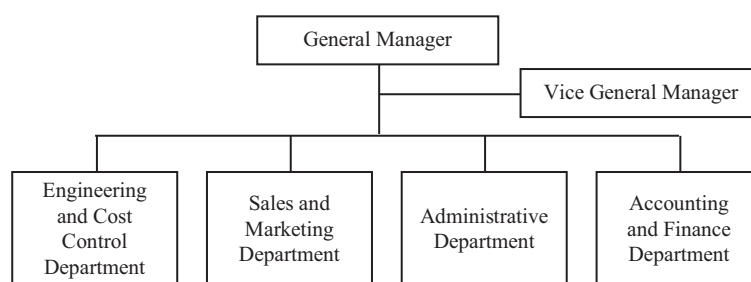 General Manager
Vice General Manager
Engineering
and Cost
Control
Department
Sales and
Marketing
Department
Administrative
Department
Accounting
and Finance
Department